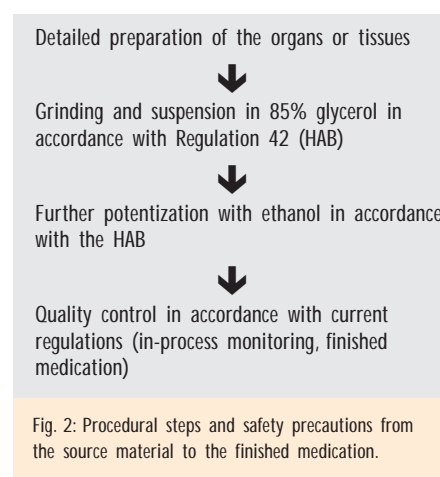 Detailed preparation of the organs or tissues
Grinding and suspension in 85% glycerol in
accordance with Regulation 42 (HAB)
Further potentization with ethanol in accordance
with the HAB
Quality control in accordance with current
regulations (in-process monitoring, finished
medication)
Fig. 2: Procedural steps and safety precautions from
the source material to the finished medication.